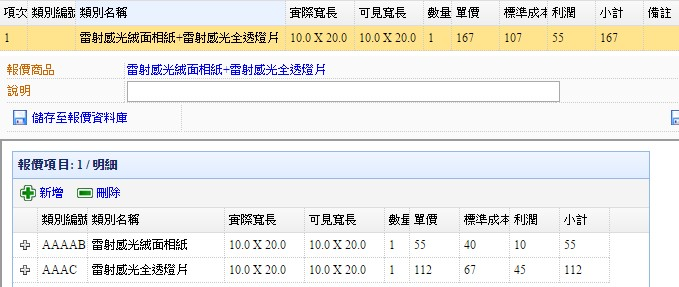 項次 類別編號 類別名稱 實際寬長 可見寬長 數量 單價 標準成本 利潤 小計 備註
1 雷射感光絨面相紙+雷射感光全透燈片 10.0 X 20.0 10.0 X 20.0 1 167 107 55 167
報價商品 雷射感光絨面相紙+雷射感光全透燈片
說明
儲存至報價資料庫
報價項目: 1 / 明細
新增 刪除
類別編號 類別名稱 實際寬長 可見寬長 數量 單價 標準成本 利潤 小計
AAAAB 雷射感光絨面相紙 10.0 X 20.0 10.0 X 20.0 1 55 40 10 55
AAAC 雷射感光全透燈片 10.0 X 20.0 10.0 X 20.0 1 112 67 45 112